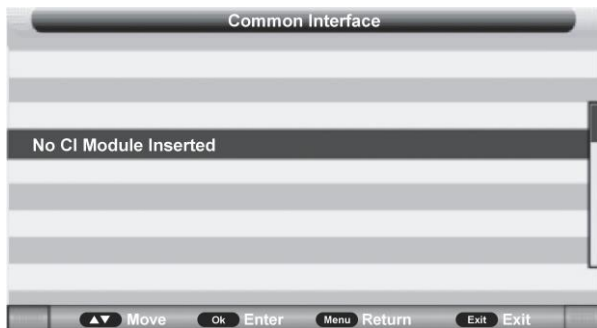 Common Interface
No CI Module Inserted
▲▼ Move Ok Enter Menu Return Exit Exit